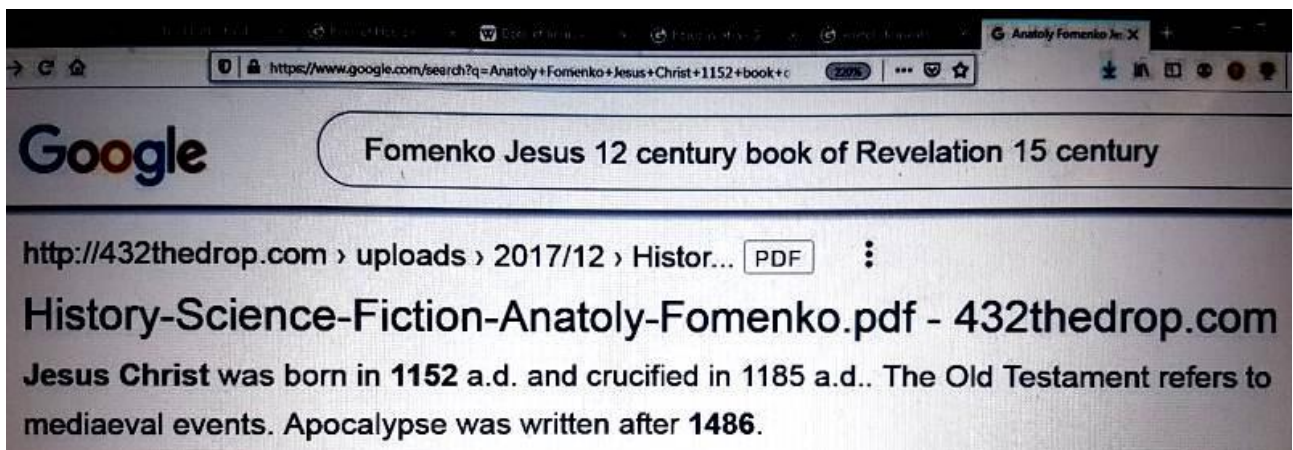 G Anatoly Fomenko Je: X
https://www.google.com/search?q=Anatoly+Fomenko+Jesus+Christ+1152+book+c 220%
Google
Fomenko Jesus 12 century book of Revelation 15 century
http://432thedrop.com › uploads › 2017/12 › Histor... PDF
History-Science-Fiction-Anatoly-Fomenko.pdf - 432thedrop.com
Jesus Christ was born in 1152 a.d. and crucified in 1185 a.d.. The Old Testament refers to
mediaeval events. Apocalypse was written after 1486.